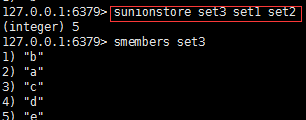 127.0.0.1:6379> sunionstore set3 set1 set2
(integer) 5
127.0.0.1:6379> smembers set3
1) "b"
2) "a"
3) "c"
4) "d"
5) "e"